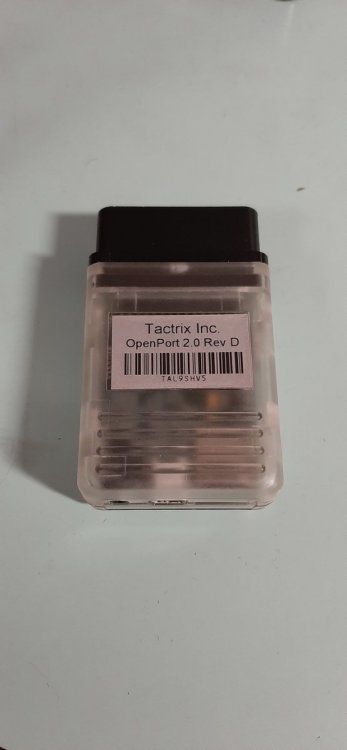 Tactrix Inc.
OpenPort 2.0 Rev D
TAL9SHV5